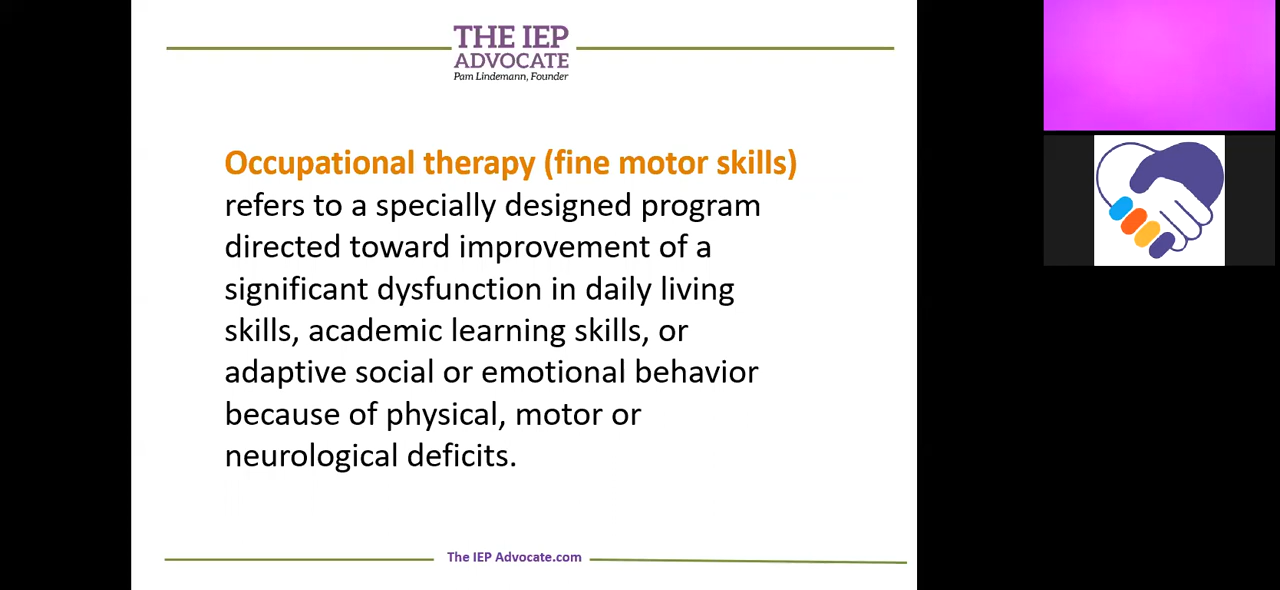 THE IEP
ADVOCATE
Pam Lindemann, Founder
Occupational therapy (fine motor skills)
refers to a specially designed program
directed toward improvement of a
significant dysfunction in daily living
skills, academic learning skills, or
adaptive social or emotional behavior
because of physical, motor or
neurological deficits.
The IEP Advocate.com